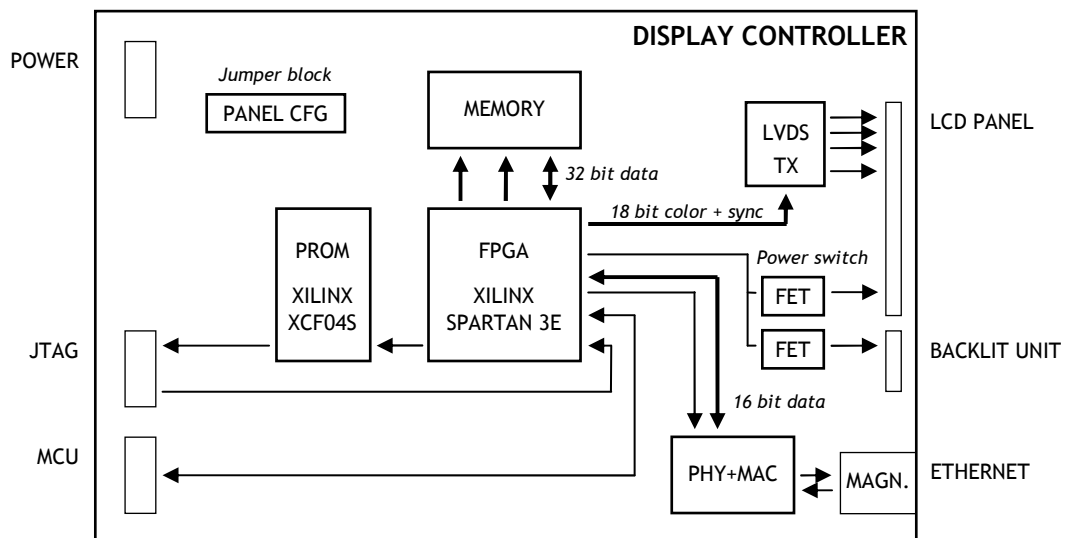 DISPLAY CONTROLLER
POWER
Jumper block
PANEL CFG
MEMORY
LVDS
TX
LCD PANEL
32 bit data
18 bit color + sync
PROM
XILINX
XCF04S
FPGA
XILINX
SPARTAN 3E
Power switch
FET
JTAG
FET
BACKLIT UNIT
16 bit data
MCU
PHY+MAC
MAGN.
ETHERNET